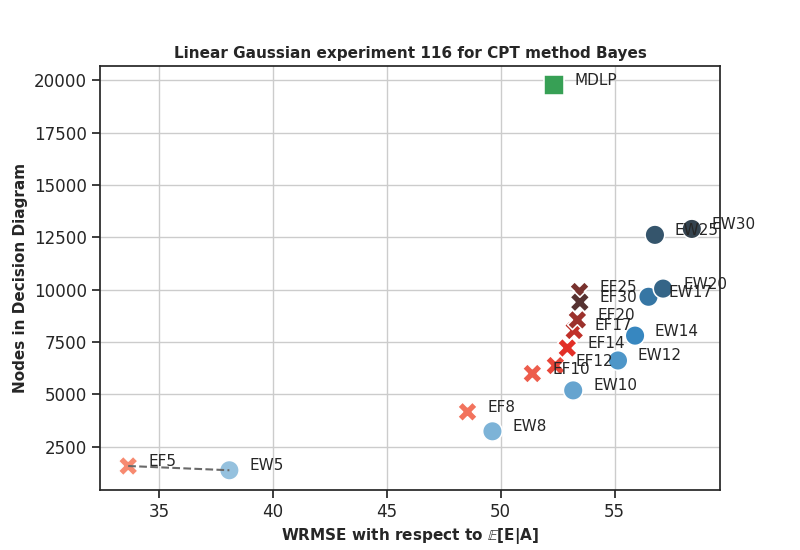 Linear Gaussian experiment 116 for CPT method Bayes
Nodes in Decision Diagram
20000
17500
15000
12500
10000
7500
5000
2500
MDLP
EW30
EW25
EW20
EW17
EF25
EF30
EF20
EF17
EW14
EF14
EW12
EF12
EF10
EW10
EF8
EW8
EF5
EW5
35
40
45
50
55
WRMSE with respect to 𝔼[E|A]